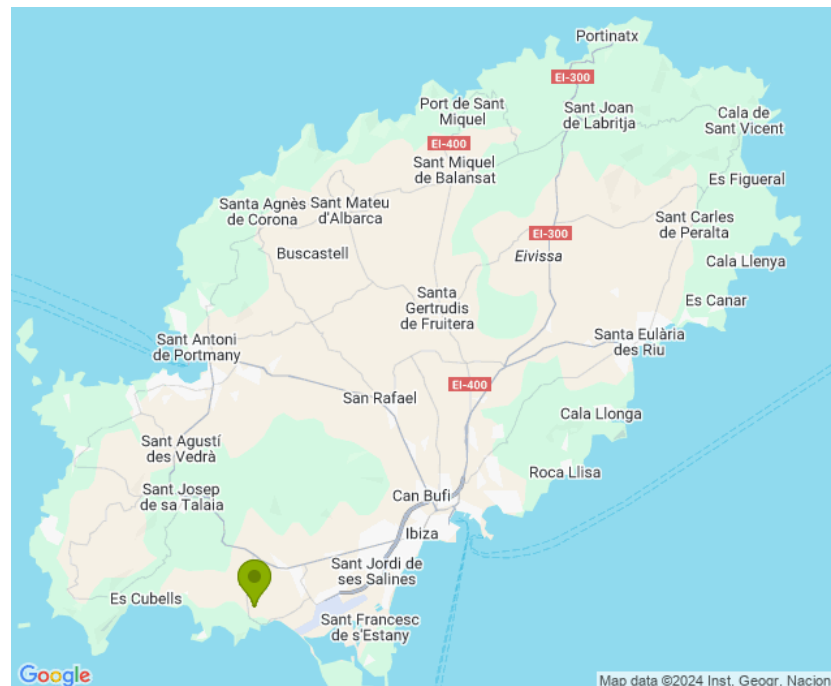 Portinatx
EI-300
Port de Sant
Miquel
Sant Joan
de Labritja
Cala de
Sant Vicent
EI-400
Sant Miquel
de Balansat
Es Figueral
Santa Agnès
de Corona
Sant Mateu
d'Albarca
Sant Carles
de Peralta
EI-300
Buscastell
Eivissa
Cala Llenya
Santa
Gertrudis
de Fruitera
Es Canar
Sant Antoni
de Portmany
Santa Eulària
des Riu
EI-400
San Rafael
Cala Llonga
Sant Agustí
des Vedrà
Roca Llisa
Sant Josep
de sa Talaia
Can Bufi
Ibiza
Sant Jordi de
ses Salines
Es Cubells
Sant Francesc
de s'Estany
Google
Map data ©2024 Inst. Geogr. Nacion